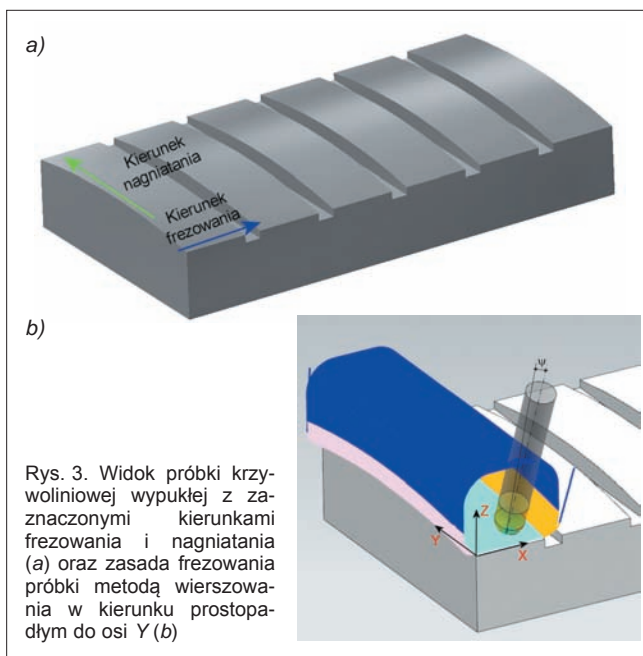 a)
Kierunek
nagniatania
Kierunek
frezowania
b)
ψ
Z
Y
X
Rys. 3. Widok próbki krzy-
woliniowej wypukłej z za-
znaczonymi kierunkami
frezowania i nagniatania
(a) oraz zasada frezowania
próbki metodą wierszowa-
nia w kierunku prostopa-
dłym do osi Y (b)